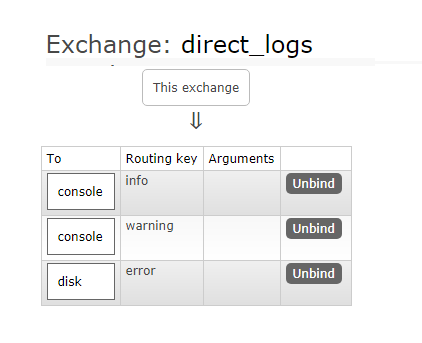 Exchange: direct_logs
This exchange
⇓
To Routing key Arguments
console info Unbind
console warning Unbind
disk error Unbind